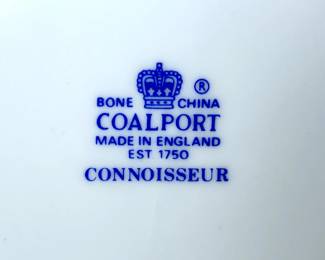 ®
BONE CHINA
COALPORT
MADE IN ENGLAND
EST 1750
CONNOISSEUR